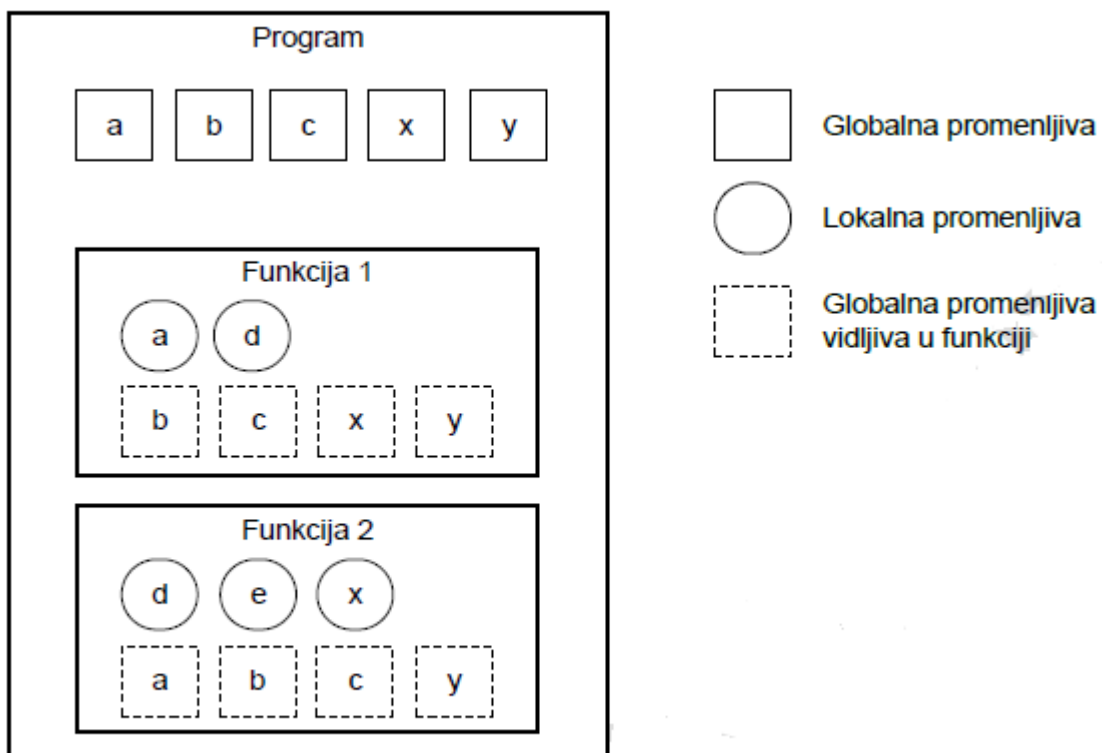 Program
a b c x y
Funkcija 1
a d
b c x y
Funkcija 2
d e x
a b c y
Globalna promenljiva
Lokalna promenljiva
Globalna promenljiva
vidljiva u funkciji